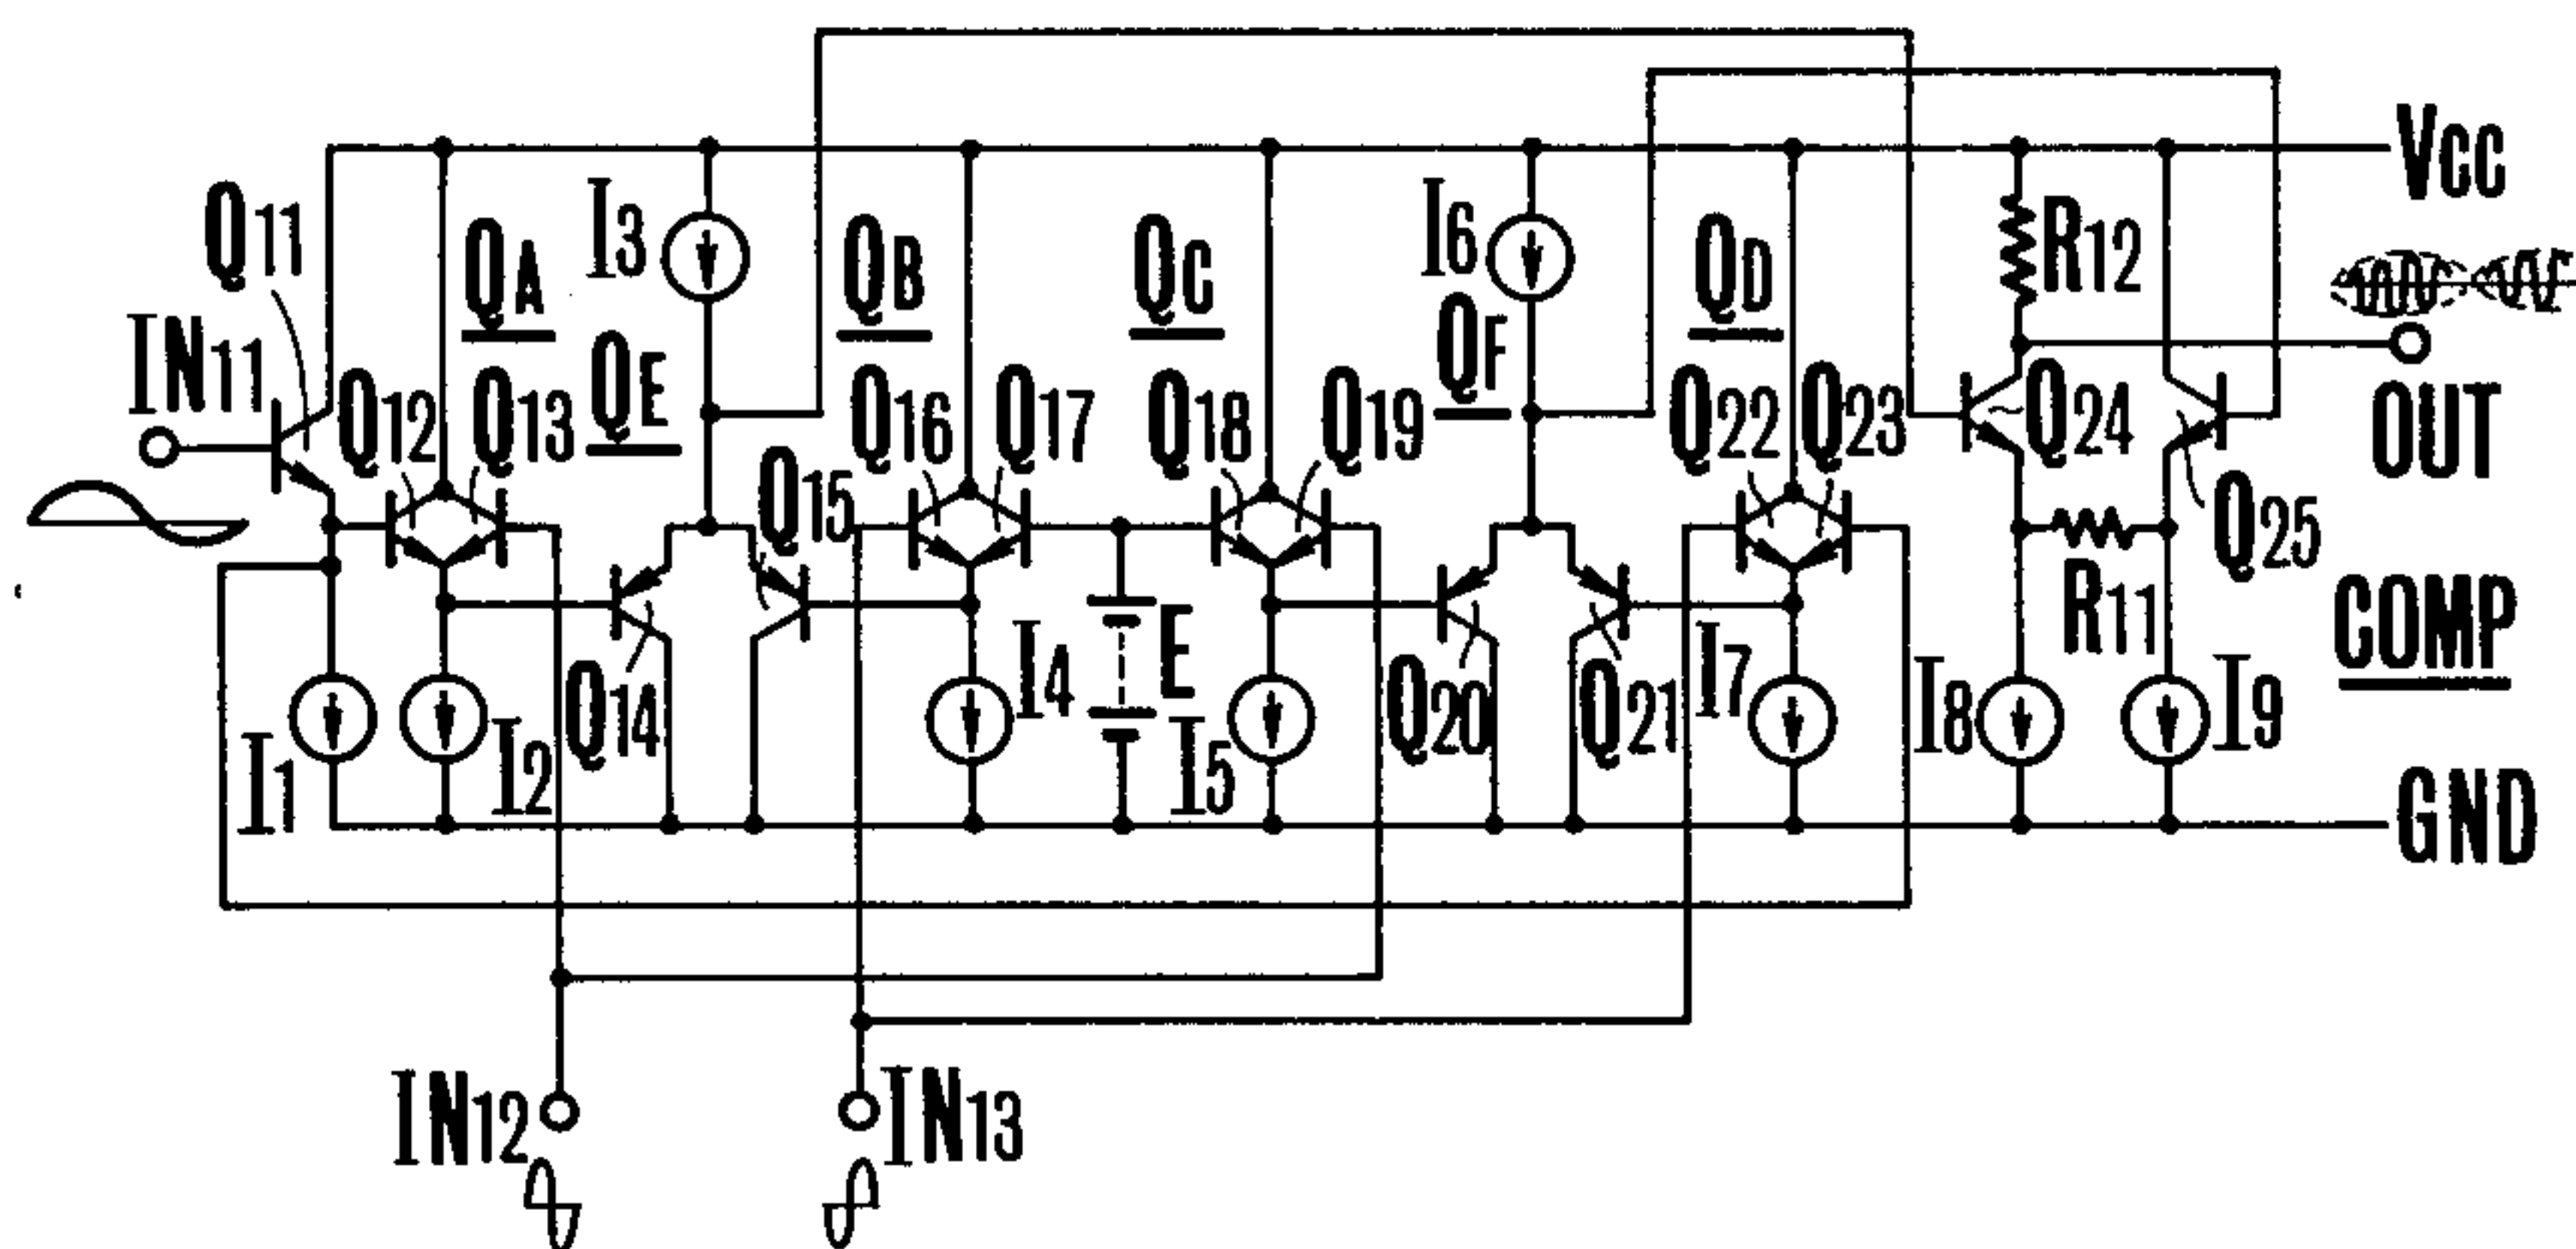 VCC
Q11
QA
I3
QB
QC
I6
QD
R12
IN11
Q12
Q13
QE
Q16
Q17
Q18
Q19
QF
Q22
Q23
Q24
OUT
Q15
Q25
I1
I2
Q14
I4
E
I5
Q20
Q21
I7
I8
R11
I9
COMP
GND
IN12
IN13